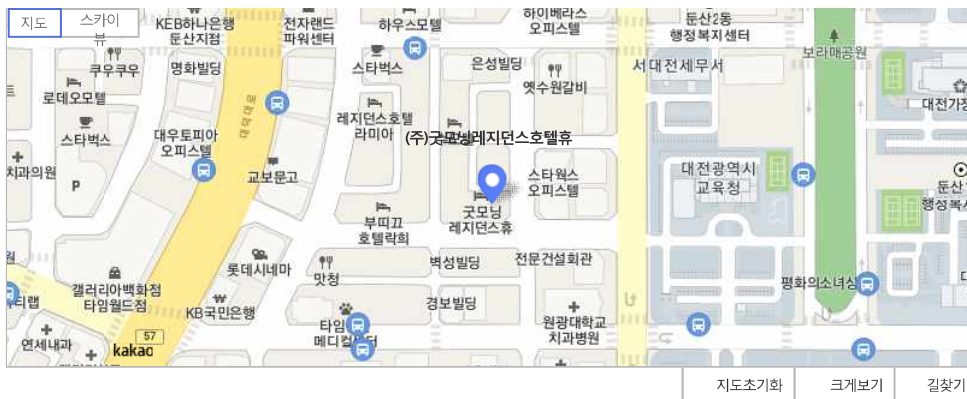 지도
스카이
뷰
KEB하나은행
둔산지점
전자랜드
파워센터
하우스모텔
하이베라스
오피스텔
둔산2동
행정복지센터
보라매공원
쿠우쿠우
명화빌딩
스타벅스
은성빌딩
옛수원갈비
서대전세무서
로데오모텔
대덕대로
레지던스호텔
라미아
대전가정
스타벅스
대우토피아
오피스텔
(주)굿모닝레지던스호텔휴
치과의원
P
교보문고
스타웍스
오피스텔
대전광역시
교육청
둔산
행정복지
굿모닝
레지던스휴
부띠끄
호텔락희
롯데시네마
맛청
벽성빌딩
전문건설회관
갤러리아백화점
타임월드점
KB국민은행
경보빌딩
평화의소녀상
타임
메디컬센터
원광대학교
치과병원
연세내과
57
kakao
지도초기화
크게보기
길찾기